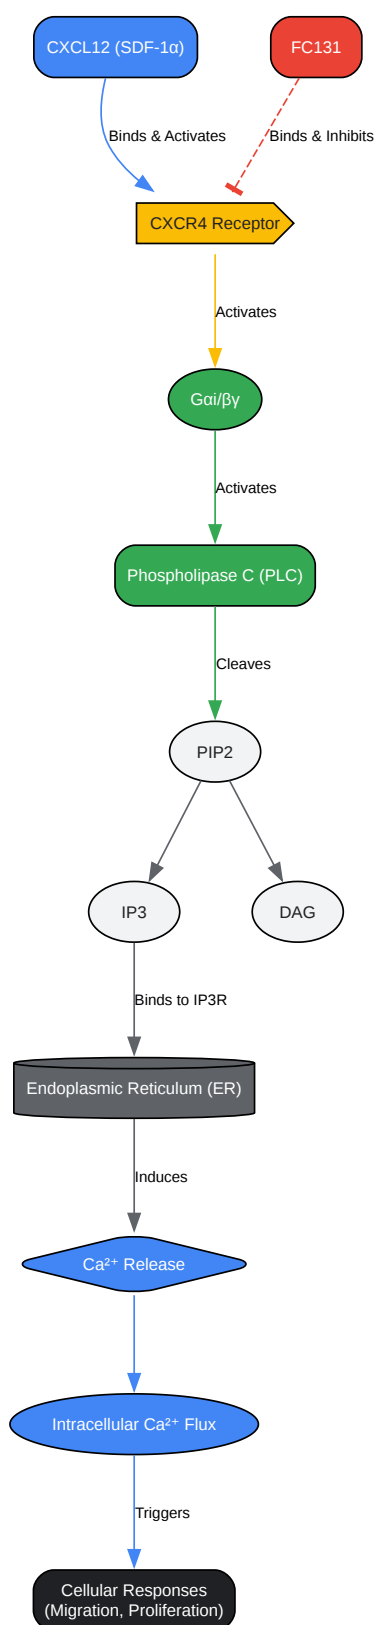 CXCL12 (SDF-1α)
FC131
Binds & Activates
Binds & Inhibits
CXCR4 Receptor
Activates
Gαi/βγ
Activates
Phospholipase C (PLC)
Cleaves
PIP2
IP3
DAG
Binds to IP3R
Endoplasmic Reticulum (ER)
Induces
Ca²⁺ Release
Intracellular Ca²⁺ Flux
Triggers
Cellular Responses
(Migration, Proliferation)